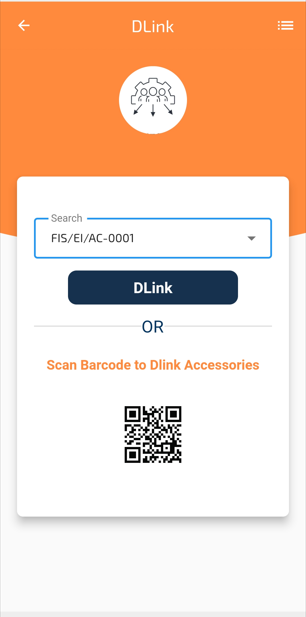 DLink
Search
FIS/EI/AC-0001
DLink
OR
Scan Barcode to Dlink Accessories